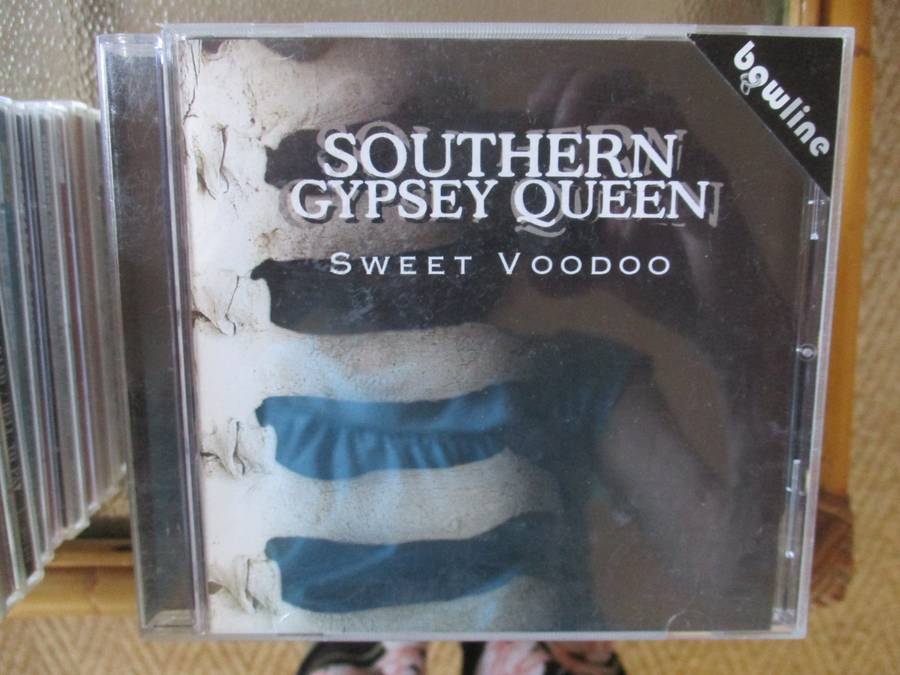 bowline
SOUTHERN
GYPSEY QUEEN
SWEET VOODOO